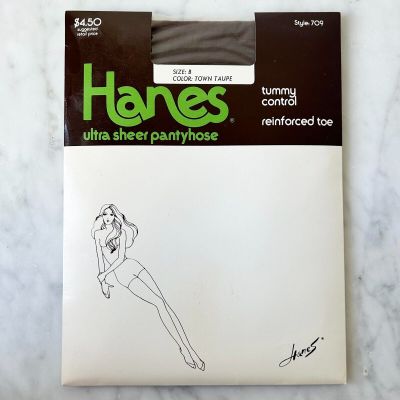 $4.50
suggested
retail price
Style: 709
SIZE: B
COLOR: TOWN TAUPE
Hanes®
ultra sheer pantyhose
tummy
control
reinforced toe
Hanes®